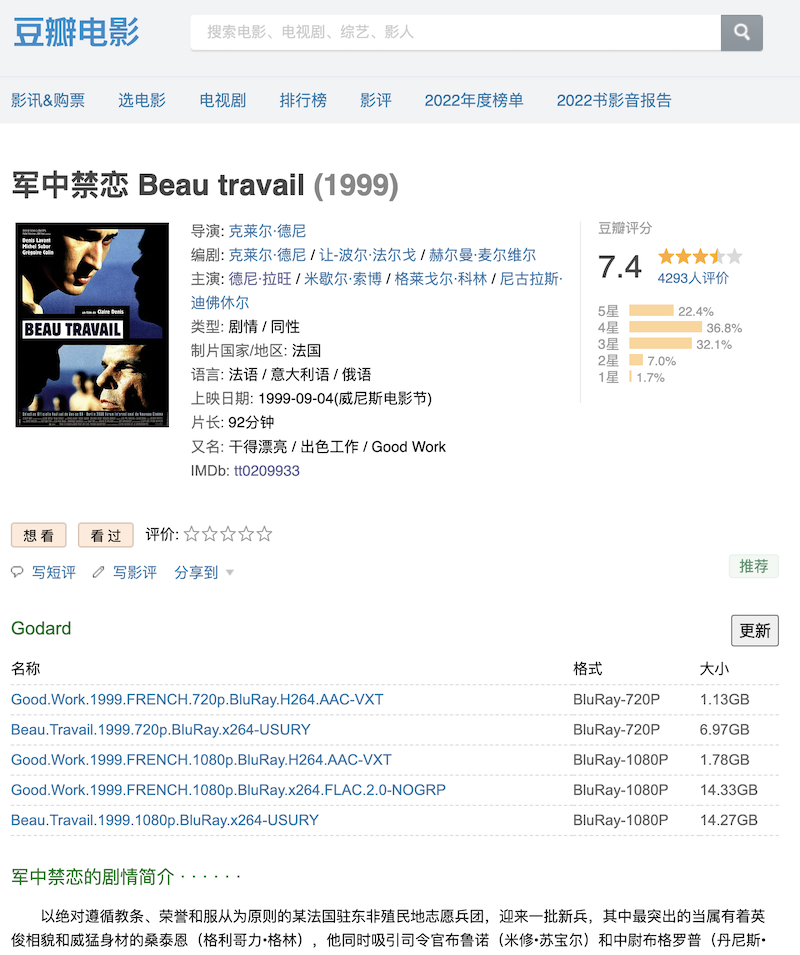 豆瓣电影
搜索电影、电视剧、综艺、影人
影讯&购票 选电影 电视剧 排行榜 影评 2022年度榜单 2022书影音报告
军中禁恋 Beau travail (1999)
Denis Lavant
Michel Subor
Grégoire Colin
un film de Claire Denis
BEAU TRAVAIL
导演: 克莱尔·德尼
编剧: 克莱尔·德尼 / 让-波尔·法尔戈 / 赫尔曼·麦尔维尔
主演: 德尼·拉旺 / 米歇尔·索博 / 格莱戈尔·科林 / 尼古拉斯·
迪佛休尔
类型: 剧情 / 同性
制片国家/地区: 法国
语言: 法语 / 意大利语 / 俄语
上映日期: 1999-09-04(威尼斯电影节)
片长: 92分钟
又名: 干得漂亮 / 出色工作 / Good Work
IMDb: tt0209933
豆瓣评分
7.4
4293人评价
5星 22.4%
4星 36.8%
3星 32.1%
2星 7.0%
1星 1.7%
想看 看过 评价:
写短评 写影评 分享到
推荐
Godard
更新
名称 格式 大小
Good.Work.1999.FRENCH.720p.BluRay.H264.AAC-VXT BluRay-720P 1.13GB
Beau.Travail.1999.720p.BluRay.x264-USURY BluRay-720P 6.97GB
Good.Work.1999.FRENCH.1080p.BluRay.H264.AAC-VXT BluRay-1080P 1.78GB
Good.Work.1999.FRENCH.1080p.BluRay.x264.FLAC.2.0-NOGRP BluRay-1080P 14.33GB
Beau.Travail.1999.1080p.BluRay.x264-USURY BluRay-1080P 14.27GB
军中禁恋的剧情简介 · · · · · ·
以绝对遵循教条、荣誉和服从为原则的某法国驻东非殖民地志愿兵团，迎来一批新兵，其中最突出的当属有着英
俊相貌和威猛身材的桑泰恩（格利哥力•格林），他同时吸引司令官布鲁诺（米修•苏宝尔）和中尉布格罗普（丹尼斯•